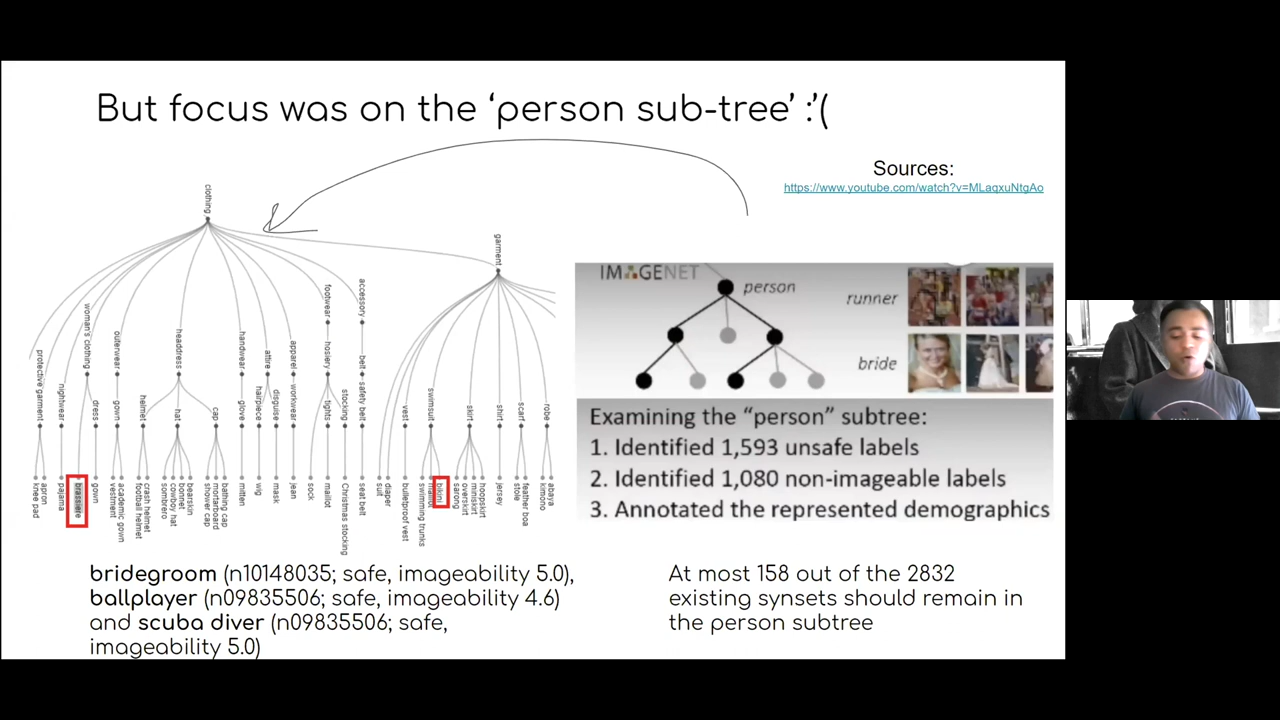 But focus was on the ‘person sub-tree’ :’(
Sources:
https://www.youtube.com/watch?v=MLaqxuNtgAo
clothing
garment
woman's clothing
outerwear
headdress
handwear
attire
apparel
footwear
accessory
protective garment
nightwear
dress
gown
helmet
hat
cap
glove
hairpiece
disguise
workwear
hosiery
tights
stocking
belt
safety belt
vest
swimsuit
skirt
shirt
scarf
robe
knee pad
apron
pajama
brassiere
gown
vestment
academic gown
football helmet
crash helmet
sombrero
cowboy hat
bonnet
bearskin
shower cap
mortarboard
bathing cap
mitten
wig
mask
jean
sock
maillot
Christmas stocking
seat belt
suit
diaper
bulletproof vest
swimming trunks
maillot
bikini
sarong
overskirt
miniskirt
hoopskirt
jersey
stole
feather boa
kimono
abaya
IMAGENET
person
runner
bride
Examining the “person” subtree:
1. Identified 1,593 unsafe labels
2. Identified 1,080 non-imageable labels
3. Annotated the represented demographics
bridegroom (n10148035; safe, imageability 5.0),
ballplayer (n09835506; safe, imageability 4.6)
and scuba diver (n09835506; safe,
imageability 5.0)
At most 158 out of the 2832
existing synsets should remain in
the person subtree